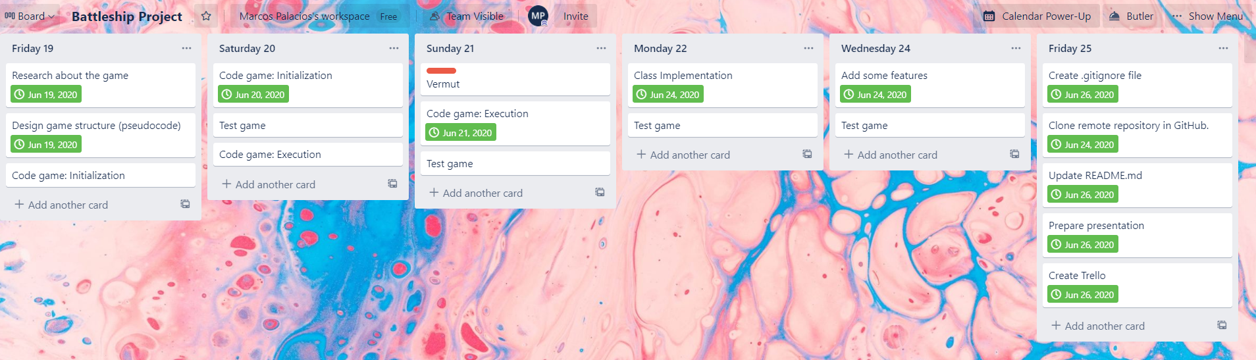 Board
Battleship Project
Marcos Palacios's workspace Free
Team Visible
MP
Invite
Calendar Power-Up
Butler
Show Menu
Friday 19
Research about the game
Jun 19, 2020
Design game structure (pseudocode)
Jun 19, 2020
Code game: Initialization
+ Add another card
Saturday 20
Code game: Initialization
Jun 20, 2020
Test game
Code game: Execution
+ Add another card
Sunday 21
Vermut
Code game: Execution
Jun 21, 2020
Test game
+ Add another card
Monday 22
Class Implementation
Jun 24, 2020
Test game
+ Add another card
Wednesday 24
Add some features
Jun 24, 2020
Test game
+ Add another card
Friday 25
Create .gitignore file
Jun 26, 2020
Clone remote repository in GitHub.
Jun 24, 2020
Update README.md
Jun 26, 2020
Prepare presentation
Jun 26, 2020
Create Trello
Jun 26, 2020
+ Add another card